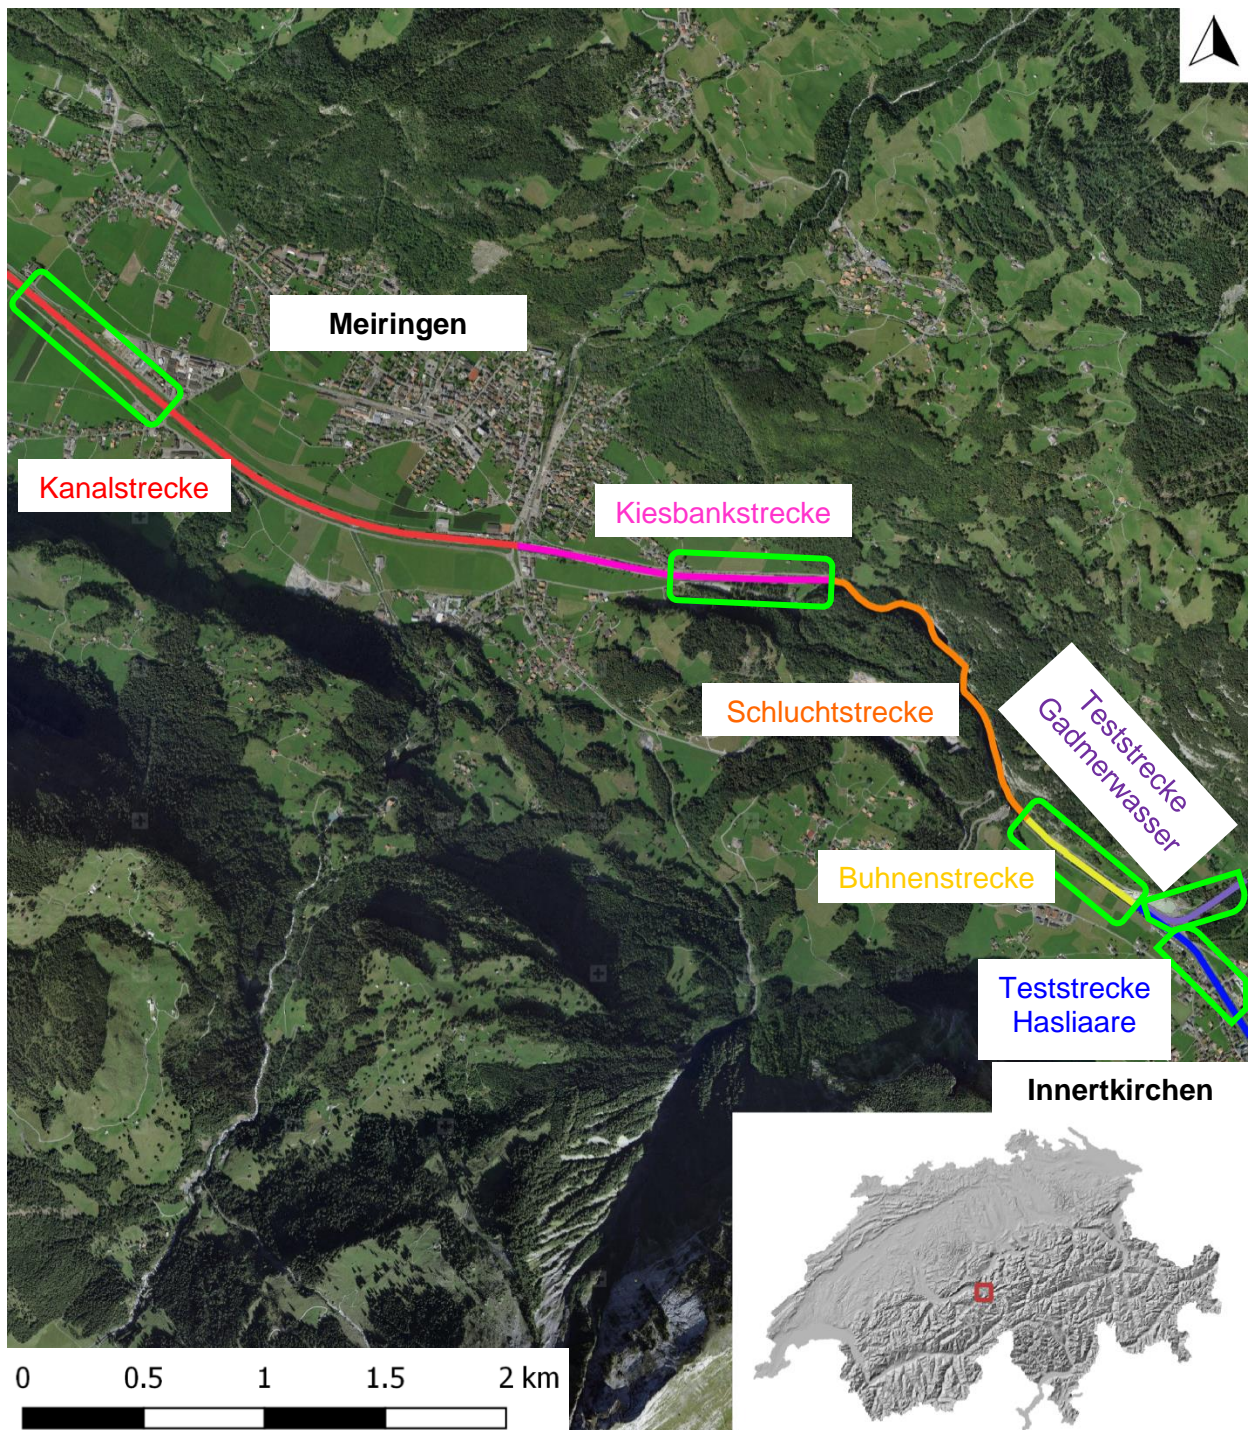 Meiringen
Kanalstrecke
Kiesbankstrecke
Schluchtstrecke
Teststrecke
Gadmerwasser
Buhnenstrecke
Teststrecke
Hasliaare
Innertkirchen
0 0.5 1 1.5 2 km